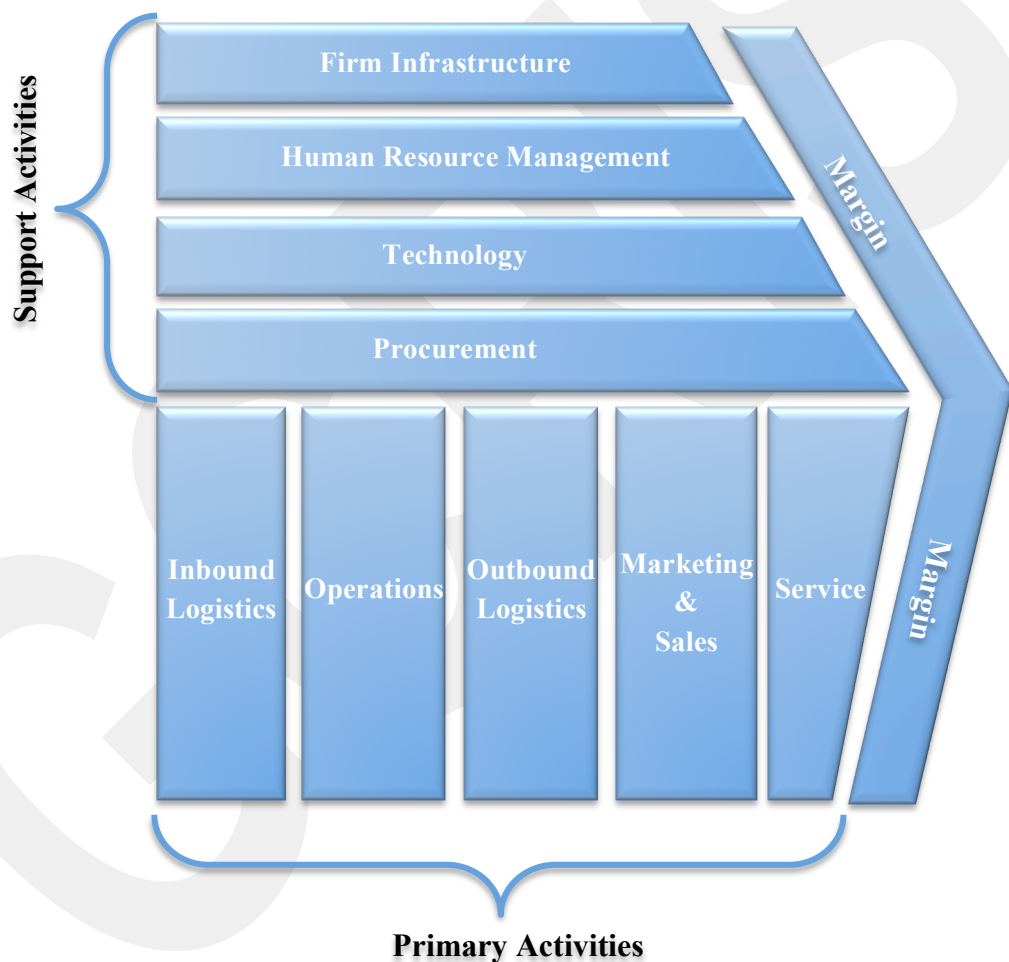 Support Activities
Firm Infrastructure
Human Resource Management
Technology
Procurement
Margin
Inbound
Logistics
Operations
Outbound
Logistics
Marketing
&
Sales
Service
Margin
Primary Activities